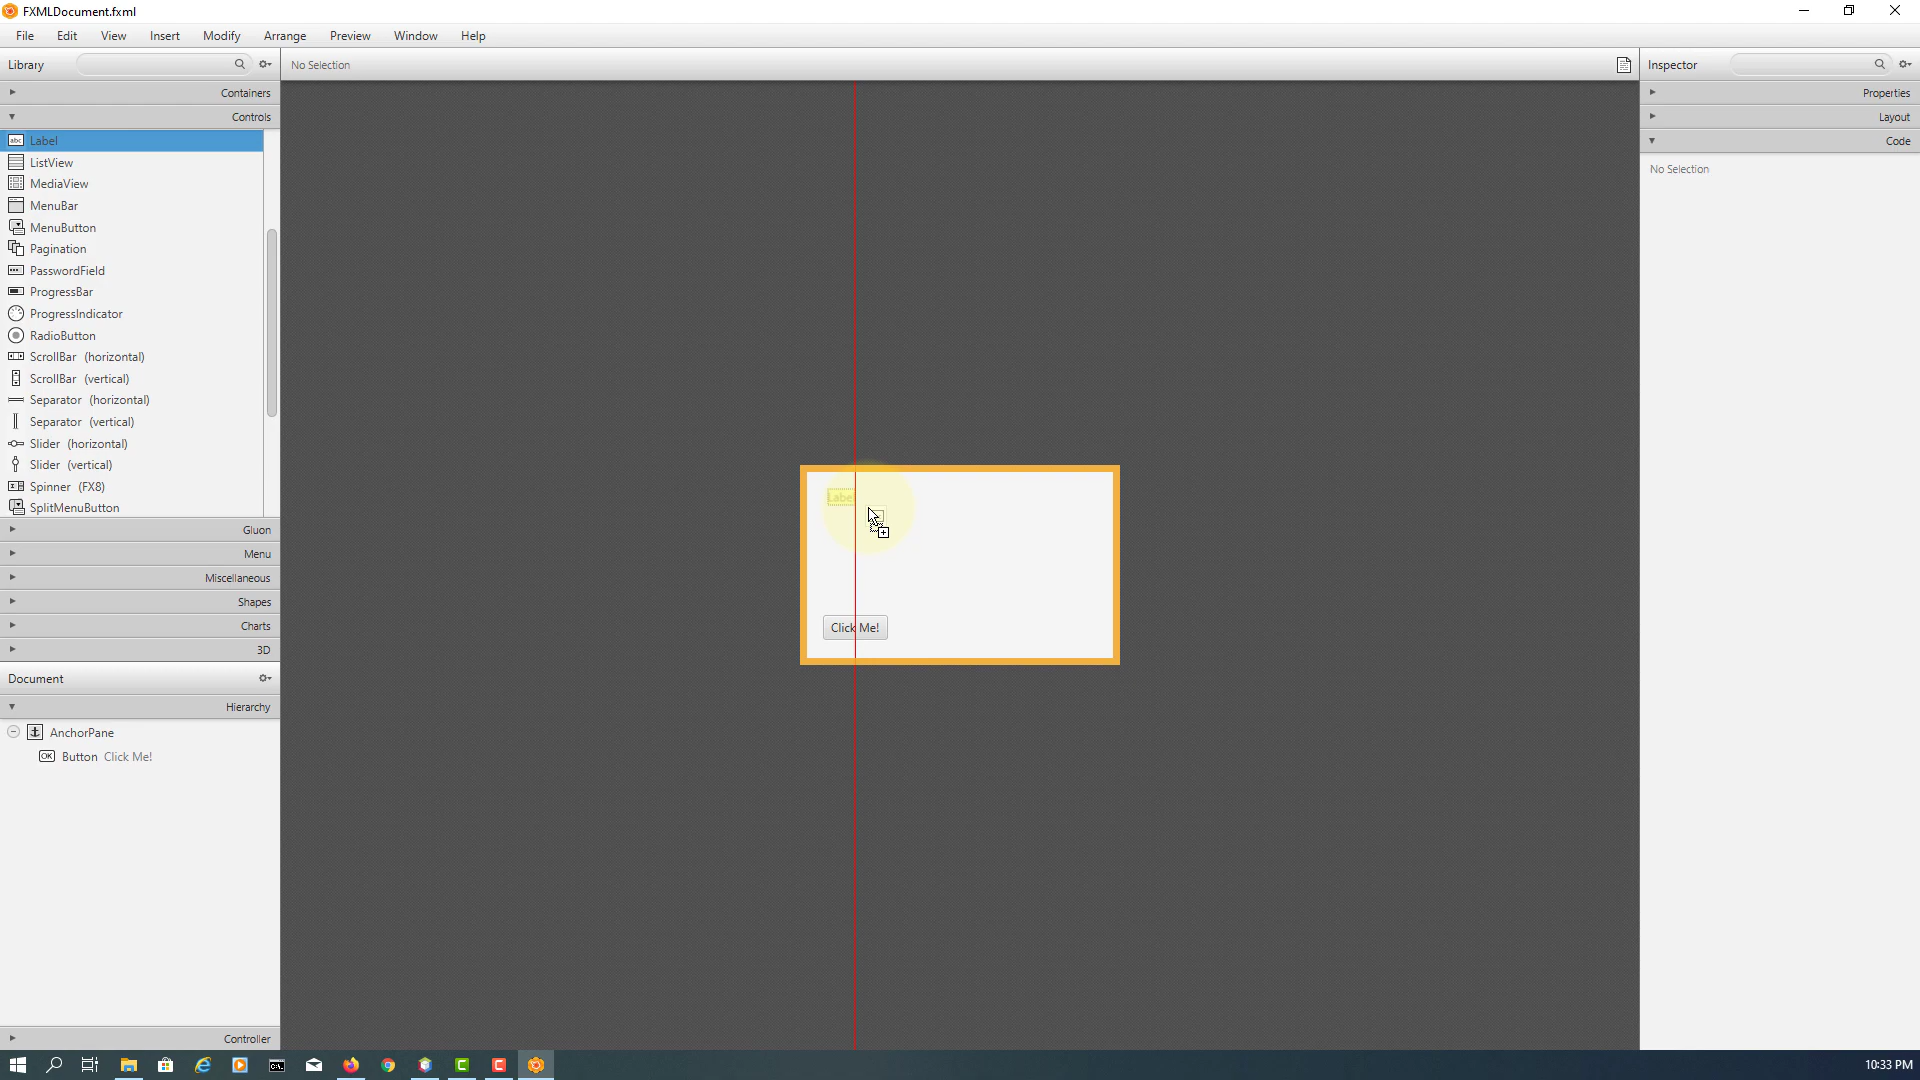 FXMLDocument.fxml
File Edit View Insert Modify Arrange Preview Window Help
Library
No Selection
Inspector
Containers
Controls
Label
ListView
MediaView
MenuBar
MenuButton
Pagination
PasswordField
ProgressBar
ProgressIndicator
RadioButton
ScrollBar (horizontal)
ScrollBar (vertical)
Separator (horizontal)
Separator (vertical)
Slider (horizontal)
Slider (vertical)
Spinner (FX8)
SplitMenuButton
Gluon
Menu
Miscellaneous
Shapes
Charts
3D
Document
Hierarchy
AnchorPane
OK Button Click Me!
Controller
Label
Click Me!
Properties
Layout
Code
No Selection
10:33 PM